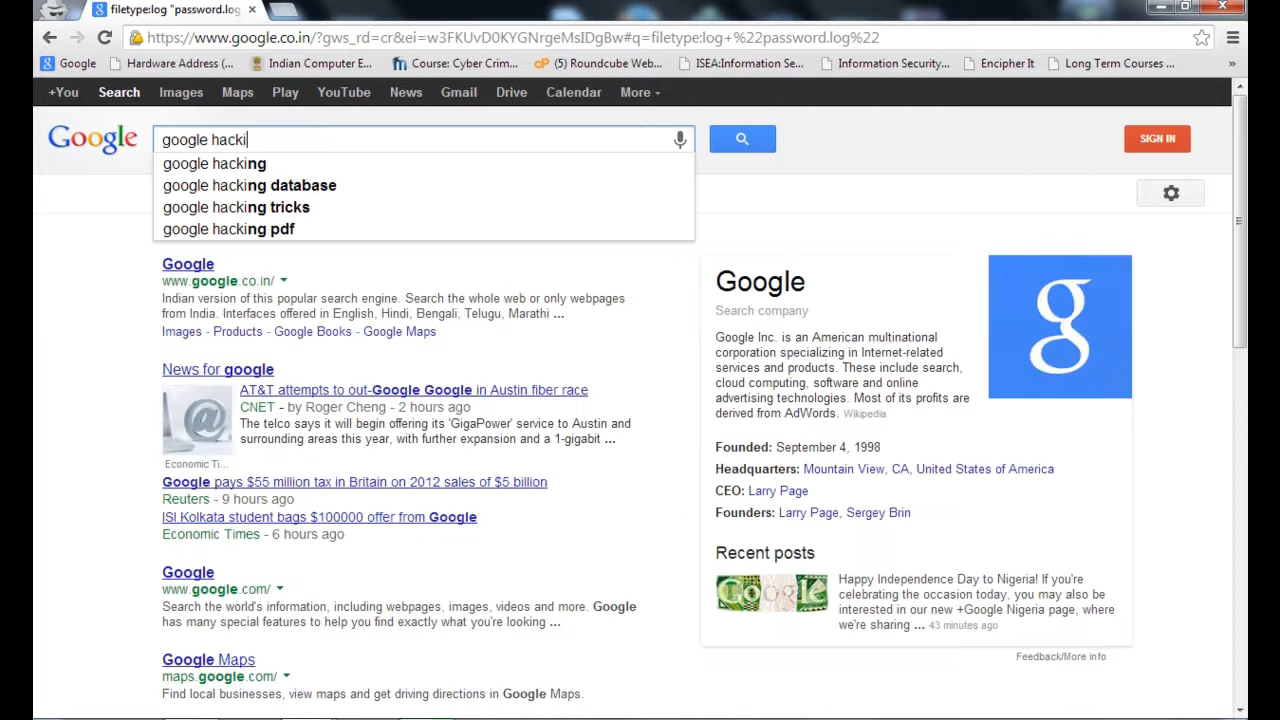 filetype:log "password.log
https://www.google.co.in/?gws_rd=cr&ei=w3FKUvD0KYGNrgeMsIDgBw#q=filetype:log+%22password.log%22
Google Hardware Address (... Indian Computer E... Course: Cyber Crim... (5) Roundcube Web... ISEA:Information Se... Information Security... Encipher It Long Term Courses ... »
+You Search Images Maps Play YouTube News Gmail Drive Calendar More
Google google hacki SIGN IN
google hacking
google hacking database
google hacking tricks
google hacking pdf
Google
www.google.co.in/
Indian version of this popular search engine. Search the whole web or only webpages
from India. Interfaces offered in English, Hindi, Bengali, Telugu, Marathi ...
Images - Products - Google Books - Google Maps
News for google
AT&T attempts to out-Google Google in Austin fiber race
CNET - by Roger Cheng - 2 hours ago
The telco says it will begin offering its 'GigaPower' service to Austin and
surrounding areas this year, with further expansion and a 1-gigabit ...
Economic Ti...
Google pays $55 million tax in Britain on 2012 sales of $5 billion
Reuters - 9 hours ago
ISI Kolkata student bags $100000 offer from Google
Economic Times - 6 hours ago
Google
www.google.com/
Search the world's information, including webpages, images, videos and more. Google
has many special features to help you find exactly what you're looking ...
Google Maps
maps.google.com/
Find local businesses, view maps and get driving directions in Google Maps.
Google
Search company
Google Inc. is an American multinational
corporation specializing in Internet-related
services and products. These include search,
cloud computing, software and online
advertising technologies. Most of its profits are
derived from AdWords. Wikipedia
g
Founded: September 4, 1998
Headquarters: Mountain View, CA, United States of America
CEO: Larry Page
Founders: Larry Page, Sergey Brin
Recent posts
Google
Happy Independence Day to Nigeria! If you're
celebrating the occasion today, you may also be
interested in our new +Google Nigeria page, where
we're sharing ... 43 minutes ago
Feedback/More info